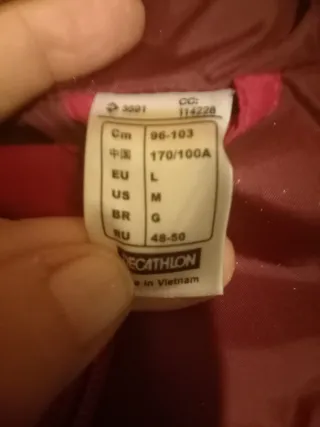 3001 CC:
114228
Cm 96-103
中国 170/100A
EU L
US M
BR G
RU 48-50
DECATHLON
in Vietnam